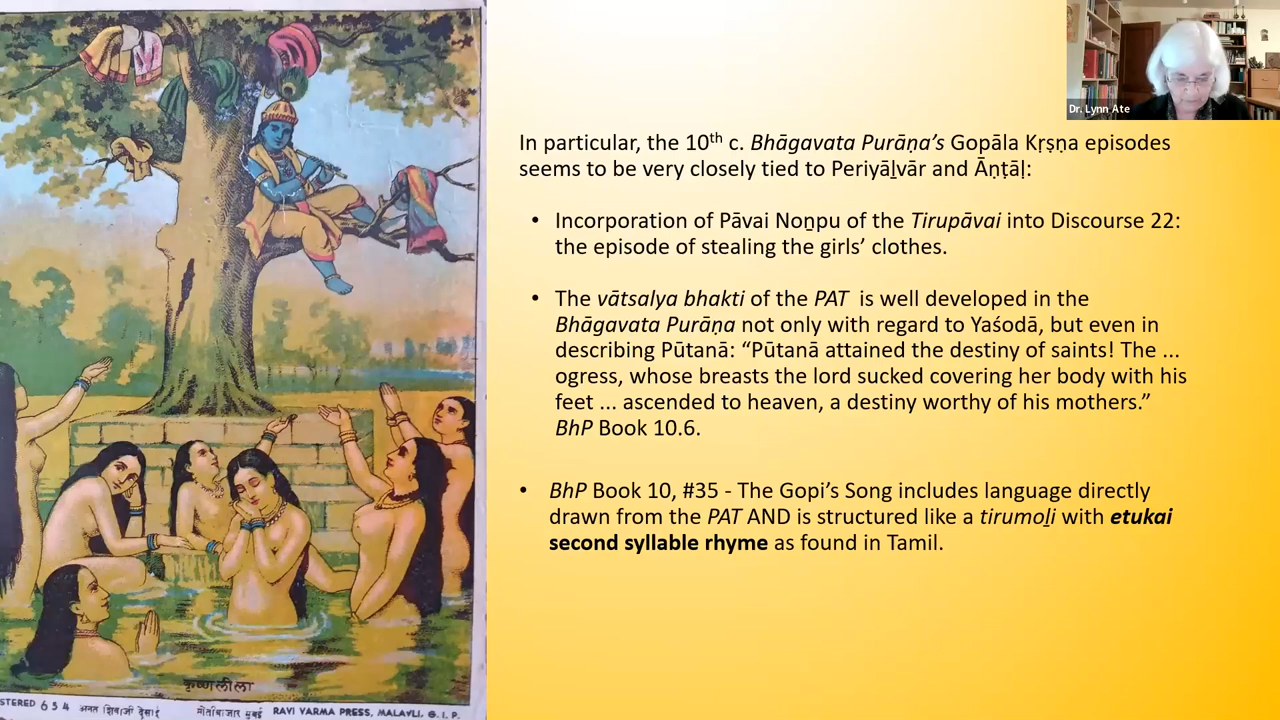 Dr. Lynn Ate
In particular, the 10th c. Bhāgavata Purāṇa’s Gopāla Kṛṣṇa episodes
seems to be very closely tied to Periyāḻvār and Āṇṭāḷ:
• Incorporation of Pāvai Noṉpu of the Tirupāvai into Discourse 22:
the episode of stealing the girls’ clothes.
• The vātsalya bhakti of the PAT is well developed in the
Bhāgavata Purāṇa not only with regard to Yaśodā, but even in
describing Pūtanā: “Pūtanā attained the destiny of saints! The ...
ogress, whose breasts the lord sucked covering her body with his
feet ... ascended to heaven, a destiny worthy of his mothers.”
BhP Book 10.6.
• BhP Book 10, #35 - The Gopi’s Song includes language directly
drawn from the PAT AND is structured like a tirumoḻi with etukai
second syllable rhyme as found in Tamil.
कृष्णलीला
STERED 654 अनंत शिवाजी देसाई मोतीबाजार मुंबई RAVI VARMA PRESS, MALAVLI, G. I. P.